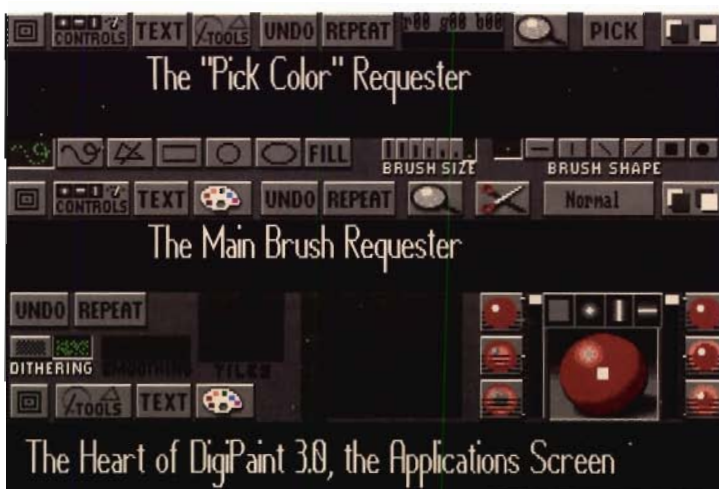 CONTROLS TEXT TOOLS UNDO REPEAT r00 g00 b00 PICK
The "Pick Color" Requester
FILL BRUSH SIZE BRUSH SHAPE
CONTROLS TEXT UNDO REPEAT Normal
The Main Brush Requester
UNDO REPEAT
DITHERING SMOOTHING TILES
TOOLS TEXT
The Heart of DigiPaint 3.0, the Applications Screen